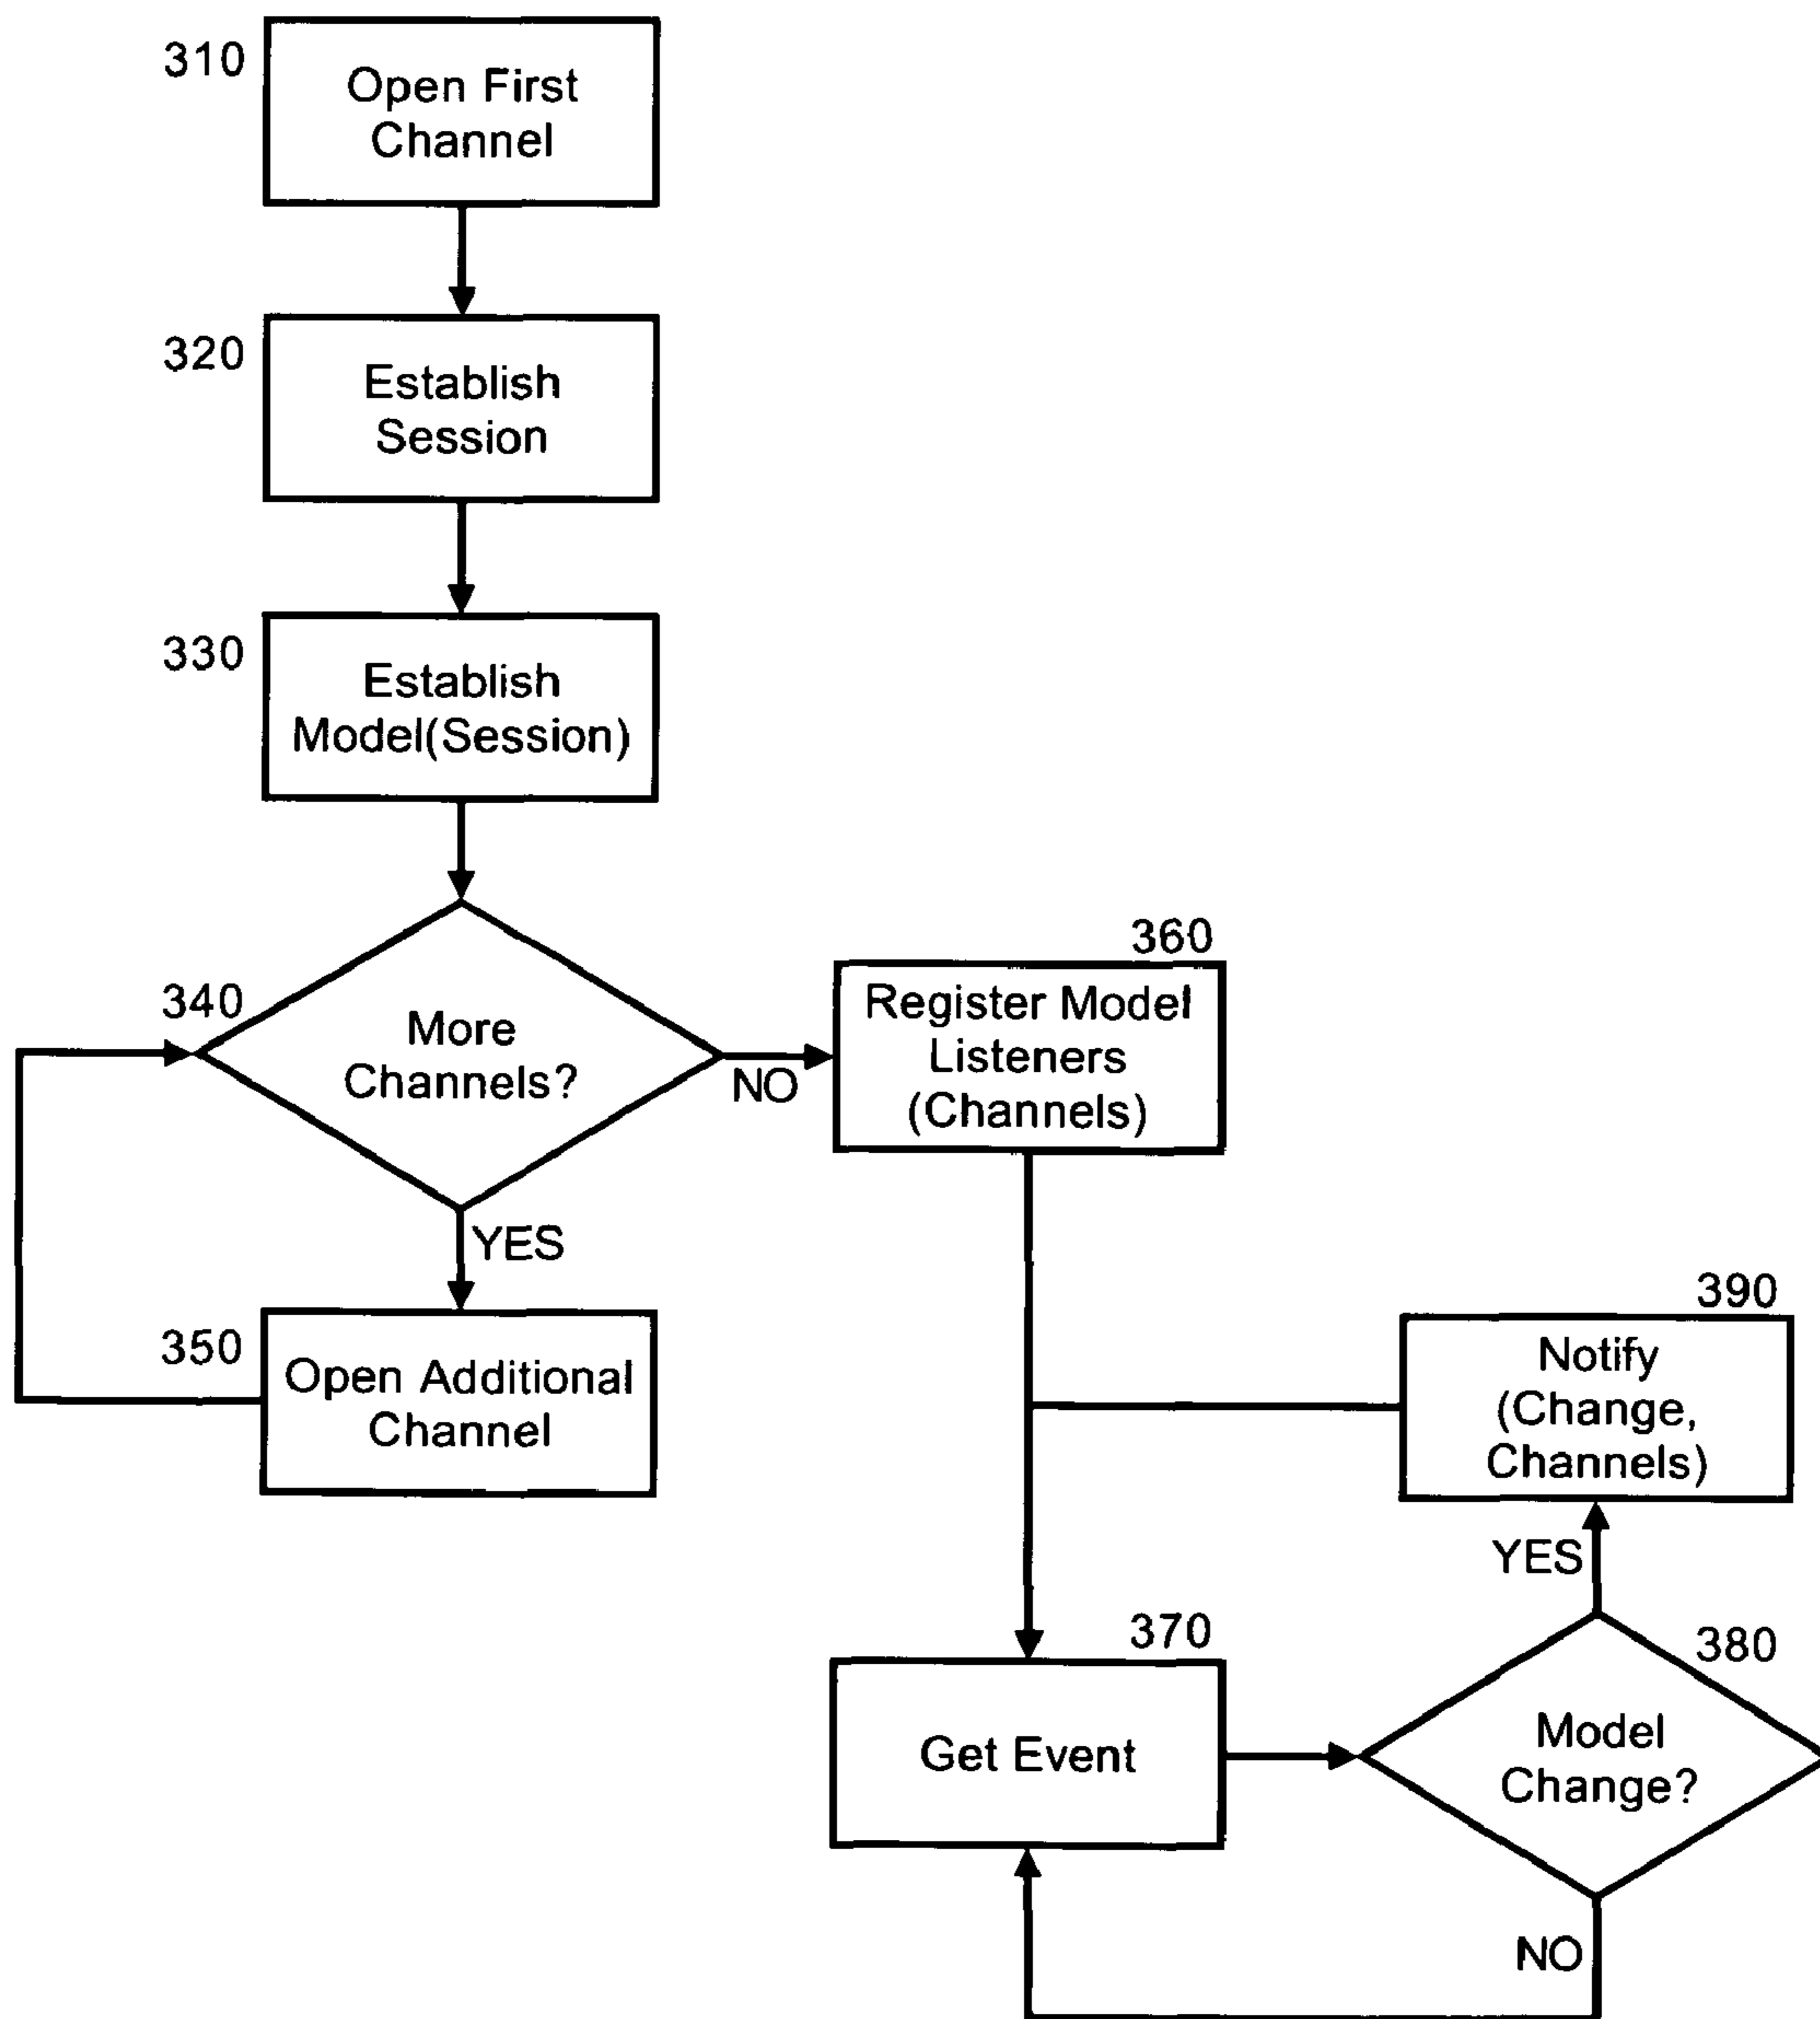 310
Open First
Channel
320
Establish
Session
330
Establish
Model(Session)
340
More
Channels?
NO
YES
350
Open Additional
Channel
360
Register Model
Listeners
(Channels)
390
Notify
(Change,
Channels)
YES
370
Get Event
380
Model
Change?
NO